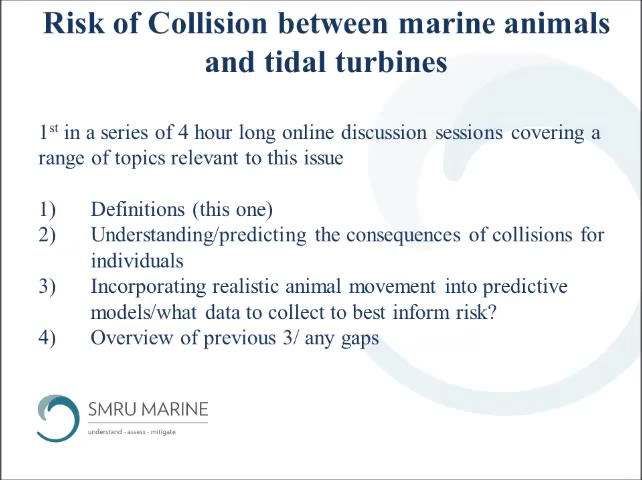 Risk of Collision between marine animals
and tidal turbines
1st in a series of 4 hour long online discussion sessions covering a
range of topics relevant to this issue
1) Definitions (this one)
2) Understanding/predicting the consequences of collisions for
individuals
3) Incorporating realistic animal movement into predictive
models/what data to collect to best inform risk?
4) Overview of previous 3/ any gaps
SMRU MARINE
understand - assess - mitigate